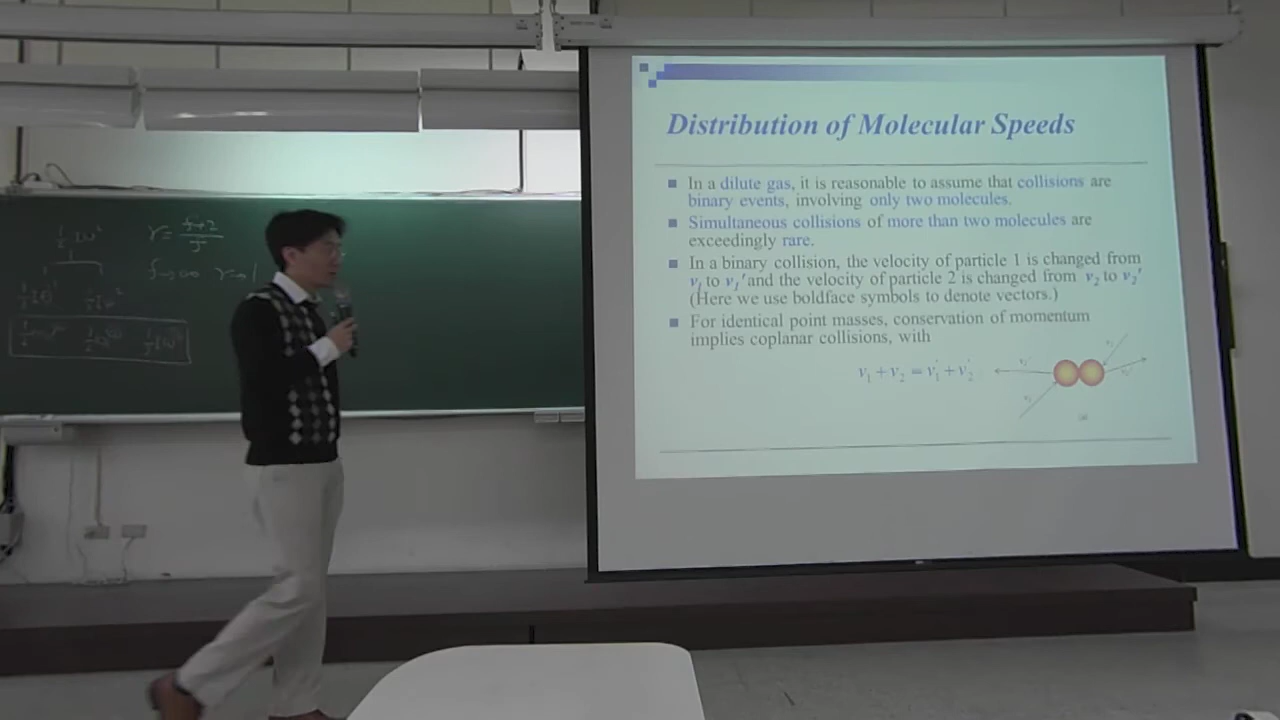 Distribution of Molecular Speeds
In a dilute gas, it is reasonable to assume that collisions are
binary events, involving only two molecules.
Simultaneous collisions of more than two molecules are
exceedingly rare.
In a binary collision, the velocity of particle 1 is changed from
v₁ to v₁' and the velocity of particle 2 is changed from v₂ to v₂'
(Here we use boldface symbols to denote vectors.)
For identical point masses, conservation of momentum
implies coplanar collisions, with
v₁ + v₂ = v₁' + v₂'